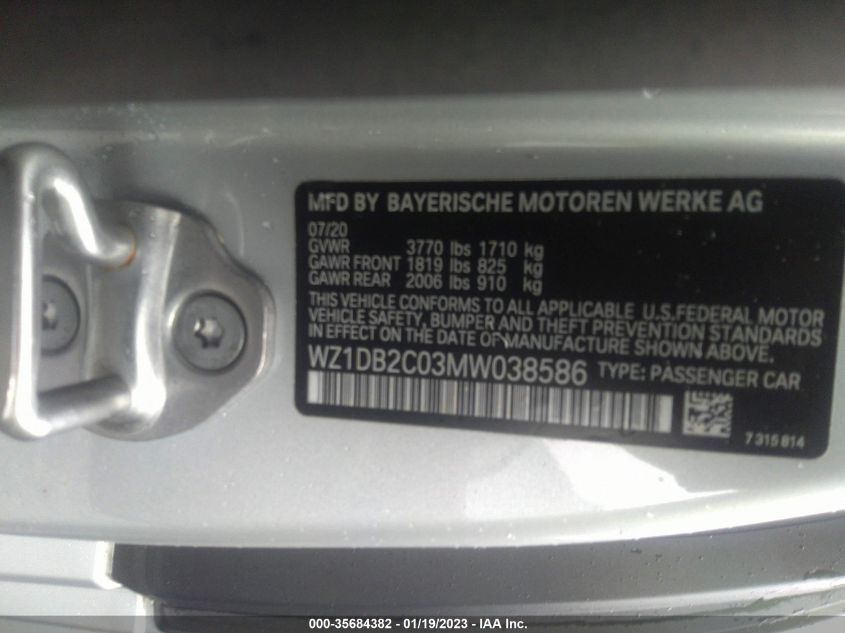 MFD BY BAYERISCHE MOTOREN WERKE AG
07/20
GVWR 3770 lbs 1710 kg
GAWR FRONT 1819 lbs 825 kg
GAWR REAR 2006 lbs 910 kg
THIS VEHICLE CONFORMS TO ALL APPLICABLE U.S.FEDERAL MOTOR
VEHICLE SAFETY, BUMPER AND THEFT PREVENTION STANDARDS
IN EFFECT ON THE DATE OF MANUFACTURE SHOWN ABOVE.
WZ1DB2C03MW038586 TYPE: PASSENGER CAR
7315814
000-35684382 - 01/19/2023 - IAA Inc.